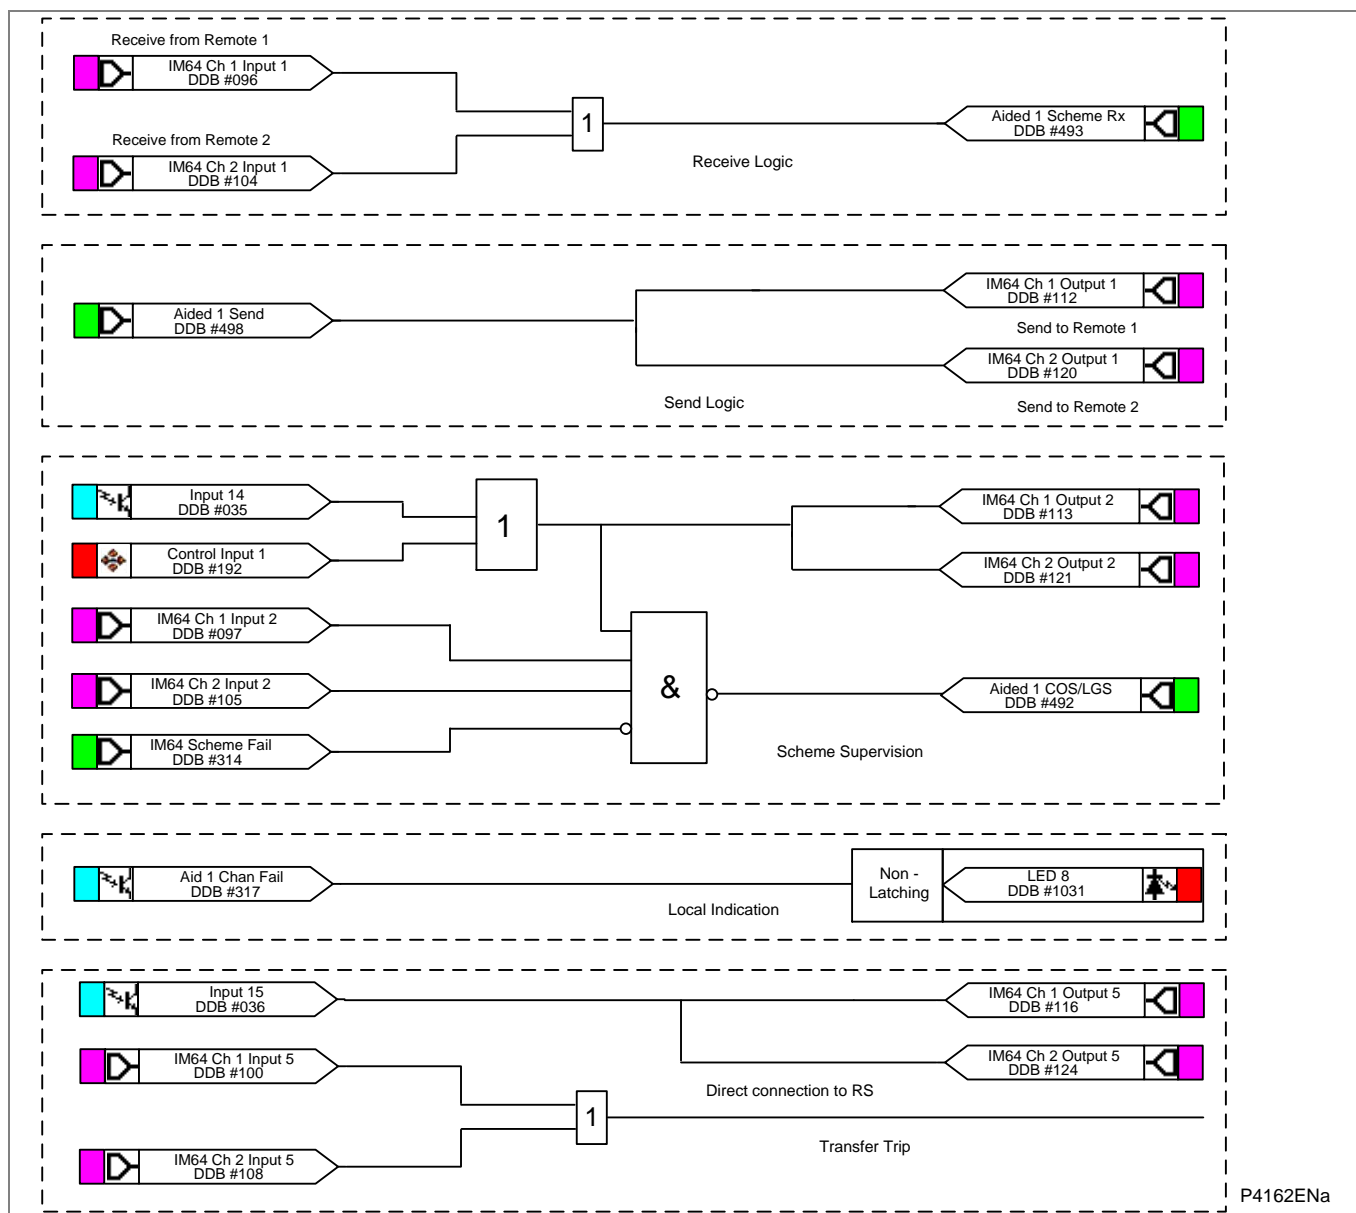 Receive from Remote 1
IM64 Ch 1 Input 1
DDB #096
1
Aided 1 Scheme Rx
DDB #493
Receive from Remote 2
IM64 Ch 2 Input 1
DDB #104
Receive Logic
Aided 1 Send
DDB #498
IM64 Ch 1 Output 1
DDB #112
Send to Remote 1
IM64 Ch 2 Output 1
DDB #120
Send Logic
Send to Remote 2
Input 14
DDB #035
1
IM64 Ch 1 Output 2
DDB #113
Control Input 1
DDB #192
IM64 Ch 2 Output 2
DDB #121
IM64 Ch 1 Input 2
DDB #097
IM64 Ch 2 Input 2
DDB #105
&
Aided 1 COS/LGS
DDB #492
IM64 Scheme Fail
DDB #314
Scheme Supervision
Aid 1 Chan Fail
DDB #317
Non -
Latching
LED 8
DDB #1031
Local Indication
Input 15
DDB #036
IM64 Ch 1 Output 5
DDB #116
IM64 Ch 1 Input 5
DDB #100
IM64 Ch 2 Output 5
DDB #124
Direct connection to RS
1
Transfer Trip
IM64 Ch 2 Input 5
DDB #108
P4162ENa